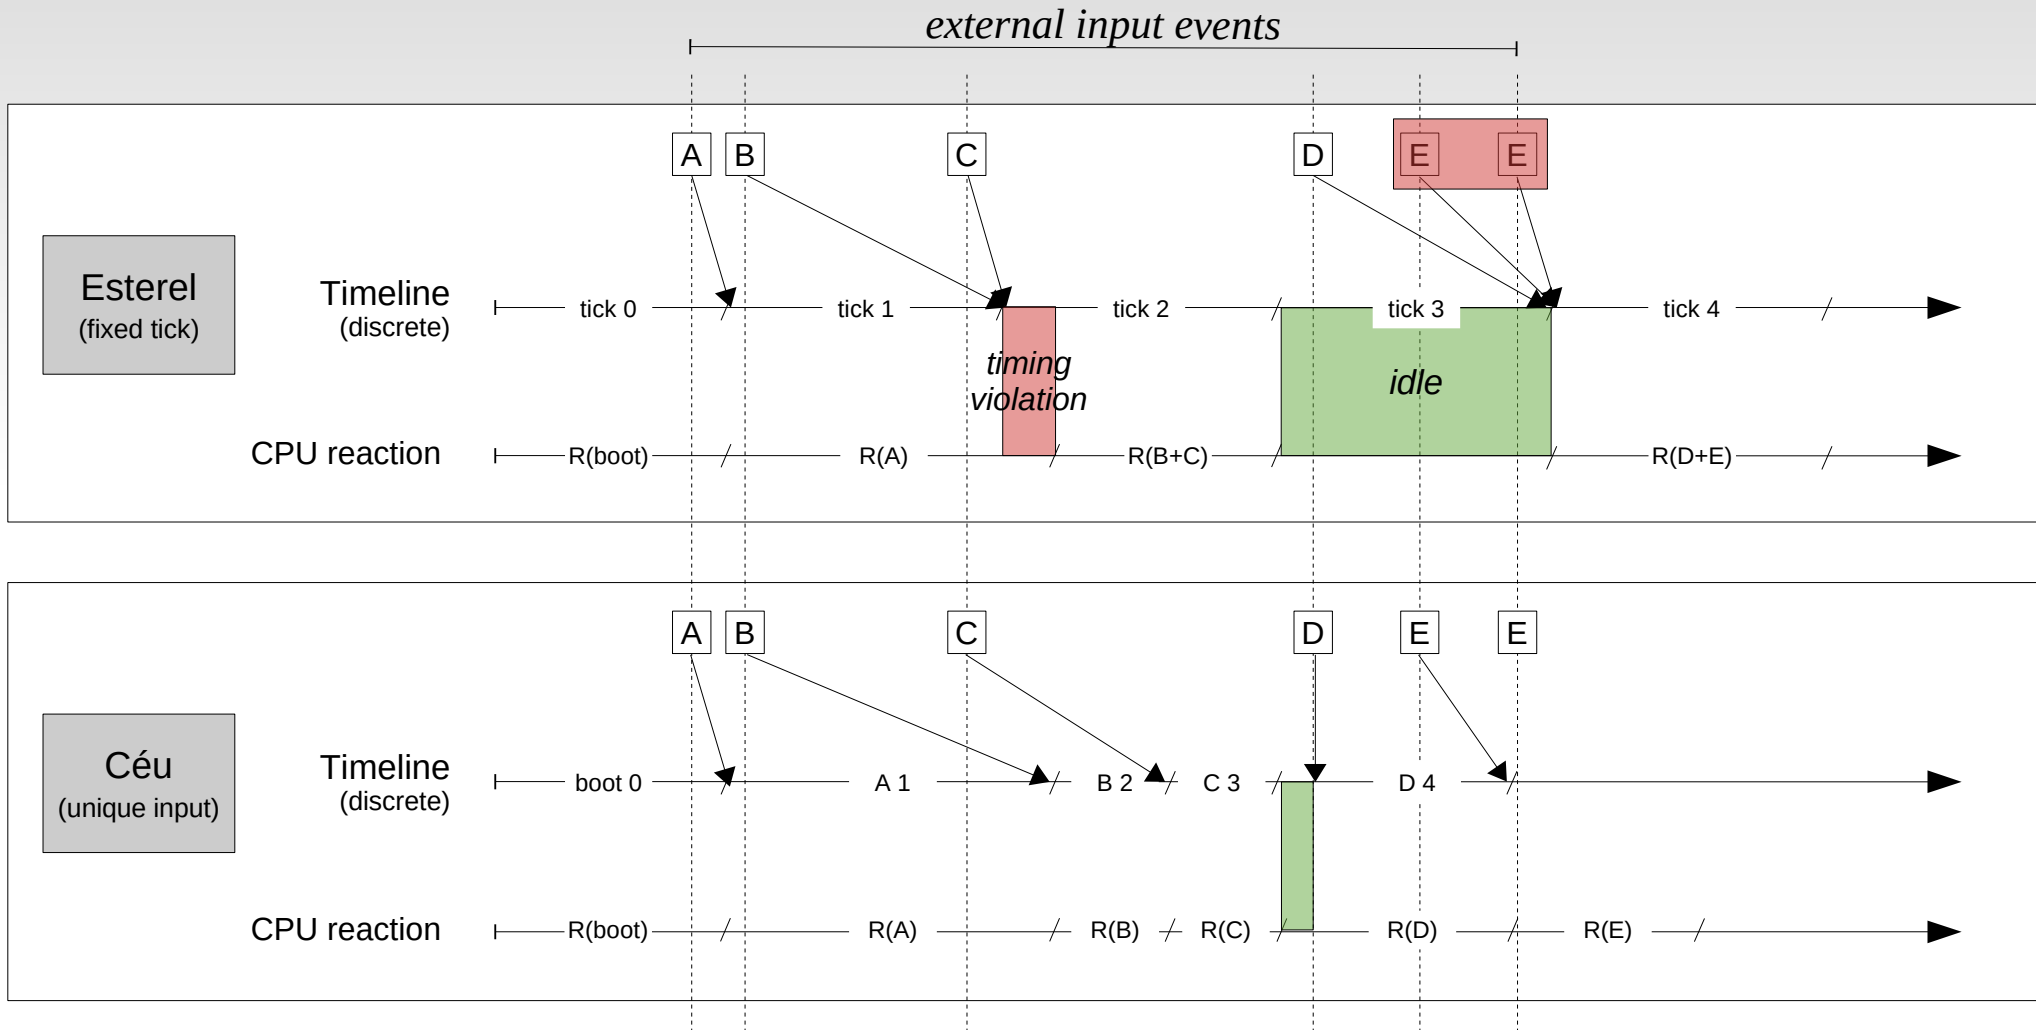 external input events
A B C D E E
Esterel
(fixed tick)
Timeline
(discrete)
tick 0 tick 1 tick 2 tick 3 tick 4
timing
violation
idle
CPU reaction R(boot) R(A) R(B+C) R(D+E)
A B C D E E
Céu
(unique input)
Timeline
(discrete)
boot 0 A 1 B 2 C 3 D 4
CPU reaction R(boot) R(A) R(B) R(C) R(D) R(E)